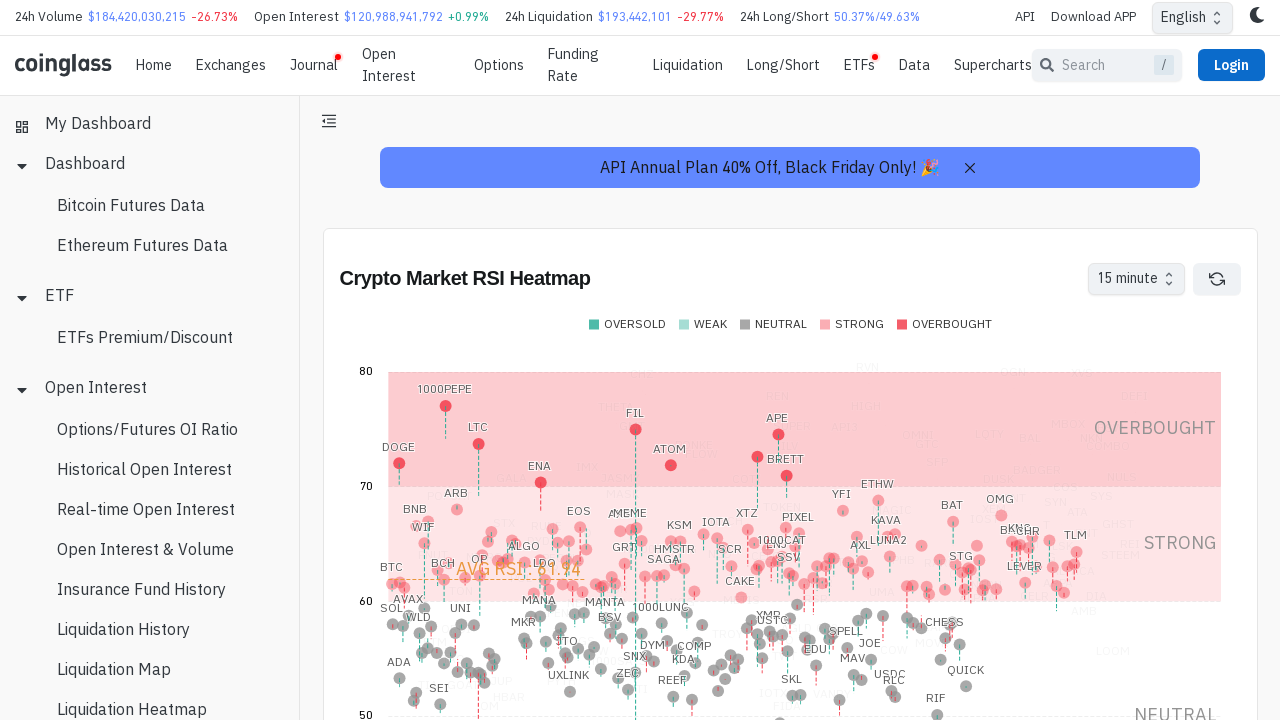 24h Volume $184,420,030,215 -26.73% Open Interest $120,988,941,792 +0.99% 24h Liquidation $193,442,101 -29.77% 24h Long/Short 50.37%/49.63% API Download APP English
coinglass Home Exchanges Journal Open Interest Options Funding Rate Liquidation Long/Short ETFs Data Supercharts Search / Login
My Dashboard
Dashboard
Bitcoin Futures Data
Ethereum Futures Data
ETF
ETFs Premium/Discount
Open Interest
Options/Futures OI Ratio
Historical Open Interest
Real-time Open Interest
Open Interest & Volume
Insurance Fund History
Liquidation History
Liquidation Map
Liquidation Heatmap
API Annual Plan 40% Off, Black Friday Only! 🎉
Crypto Market RSI Heatmap
15 minute
OVERSOLD WEAK NEUTRAL STRONG OVERBOUGHT
80
1000PEPE
LTC
FIL
APE
OVERBOUGHT
DOGE
ATOM
BRETT
ENA
70
ETHW
ARB
YFI
OMG
BNB
EOS
MEME
XTZ
PIXEL
BAT
WIF
KSM
IOTA
KAVA
TLM
1000CAT
LUNA2
STRONG
ALGO
GRT
HMSTR
SCR
AXL
BTC
BCH
OP
LDO
SAGA
SSV
STG
LEVER
AVG RSI : 61.94
CAKE
60
SOL
AVAX
WLD
UNI
MANA
MANTA
1000LUNC
BSV
MKR
USTC
SPELL
CHESS
JTO
DYM
COMP
EDU
JOE
ADA
SNX
KDA
MAV
UXLINK
ZEC
REEF
SKL
USDC
RLC
QUICK
SEI
RIF
50
NEUTRAL